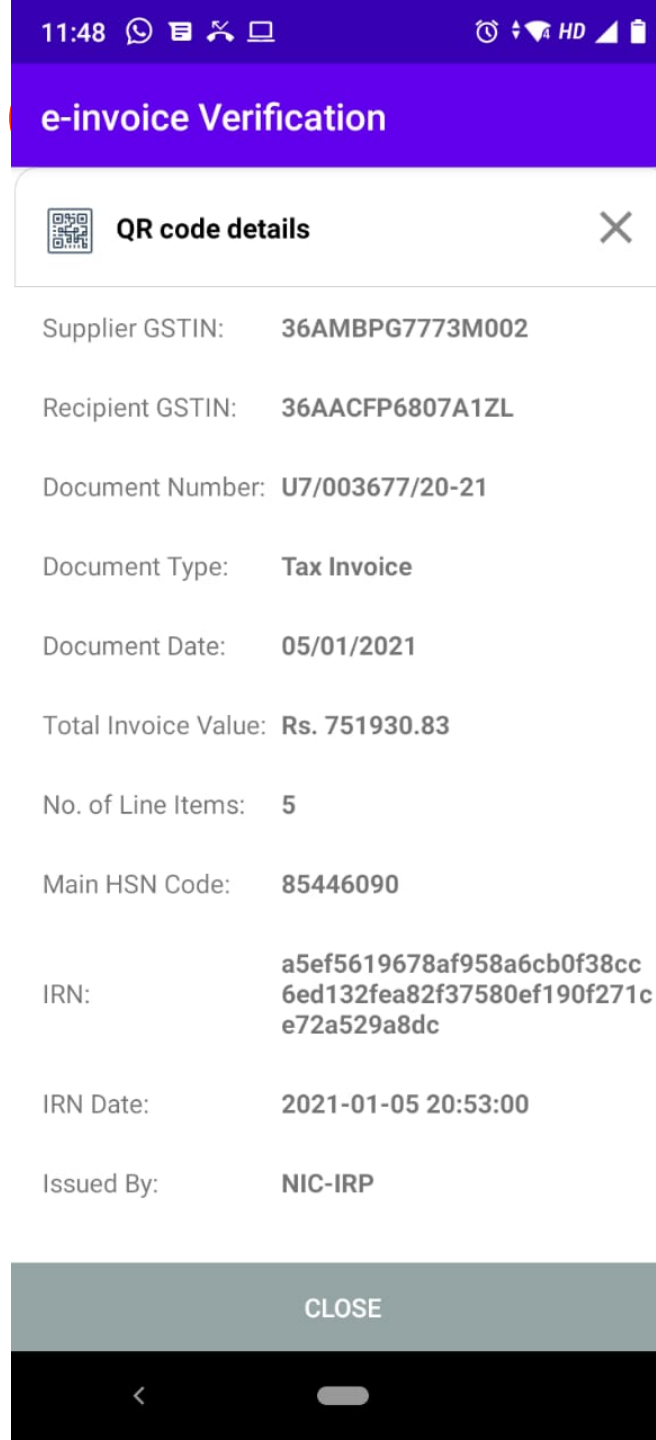 11:48 HD
e-invoice Verification
QR code details
Supplier GSTIN: 36AMBPG7773M002
Recipient GSTIN: 36AACFP6807A1ZL
Document Number: U7/003677/20-21
Document Type: Tax Invoice
Document Date: 05/01/2021
Total Invoice Value: Rs. 751930.83
No. of Line Items: 5
Main HSN Code: 85446090
IRN: a5ef5619678af958a6cb0f38cc
6ed132fea82f37580ef190f271c
e72a529a8dc
IRN Date: 2021-01-05 20:53:00
Issued By: NIC-IRP
CLOSE